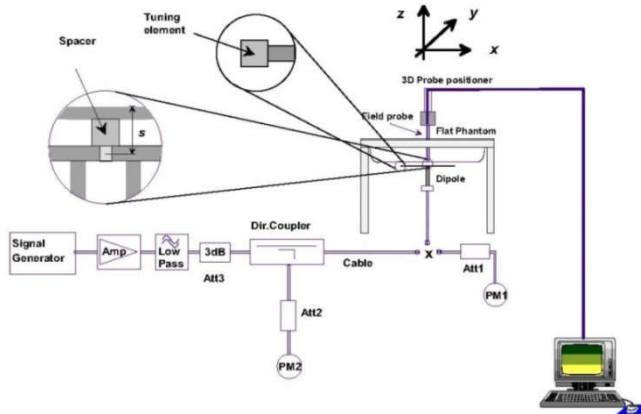 Tuning
element
Spacer
s
z
y
x
3D Probe positioner
Field probe
Flat Phantom
Dipole
Dir.Coupler
Signal
Generator
Amp
Low
Pass
3dB
Att3
Cable
X
Att1
PM1
Att2
PM2